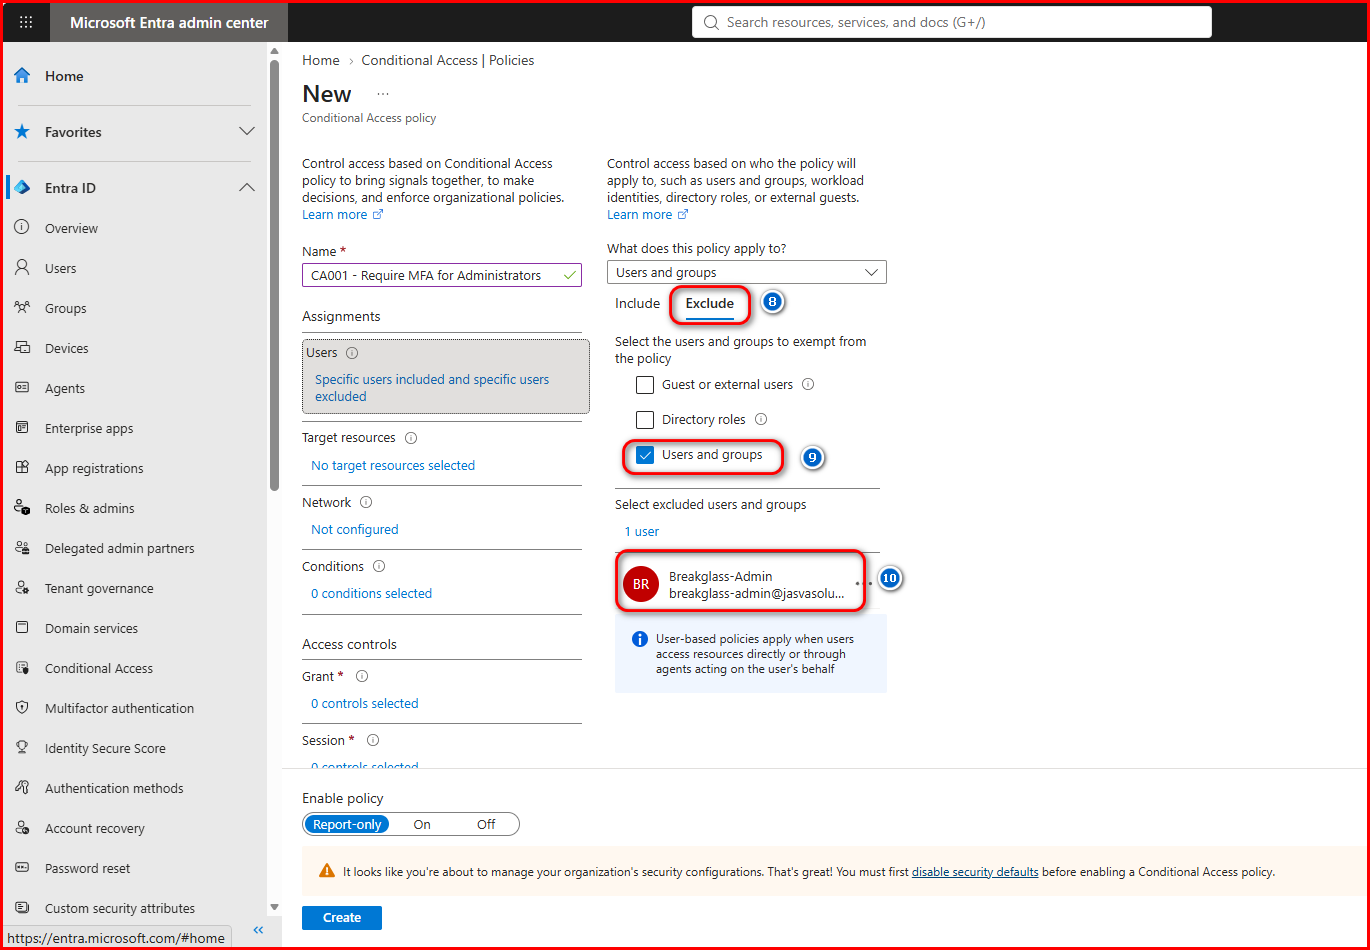 Microsoft Entra admin center
Search resources, services, and docs (G+/)
Home
Favorites
Entra ID
Overview
Users
Groups
Devices
Agents
Enterprise apps
App registrations
Roles & admins
Delegated admin partners
Tenant governance
Domain services
Conditional Access
Multifactor authentication
Identity Secure Score
Authentication methods
Account recovery
Password reset
Custom security attributes
https://entra.microsoft.com/#home
Home > Conditional Access | Policies
New ...
Conditional Access policy
Control access based on Conditional Access
policy to bring signals together, to make
decisions, and enforce organizational policies.
Learn more
Name *
CA001 - Require MFA for Administrators
Assignments
Users
Specific users included and specific users
excluded
Target resources
No target resources selected
Network
Not configured
Conditions
0 conditions selected
Access controls
Grant *
0 controls selected
Session *
0 controls selected
Control access based on who the policy will
apply to, such as users and groups, workload
identities, directory roles, or external guests.
Learn more
What does this policy apply to?
Users and groups
Include Exclude 8
Select the users and groups to exempt from
the policy
Guest or external users
Directory roles
Users and groups 9
Select excluded users and groups
1 user
BR
Breakglass-Admin
breakglass-admin@jasvasolu... ... 10
User-based policies apply when users
access resources directly or through
agents acting on the user's behalf
Enable policy
Report-only On Off
It looks like you're about to manage your organization's security configurations. That's great! You must first disable security defaults before enabling a Conditional Access policy.
Create